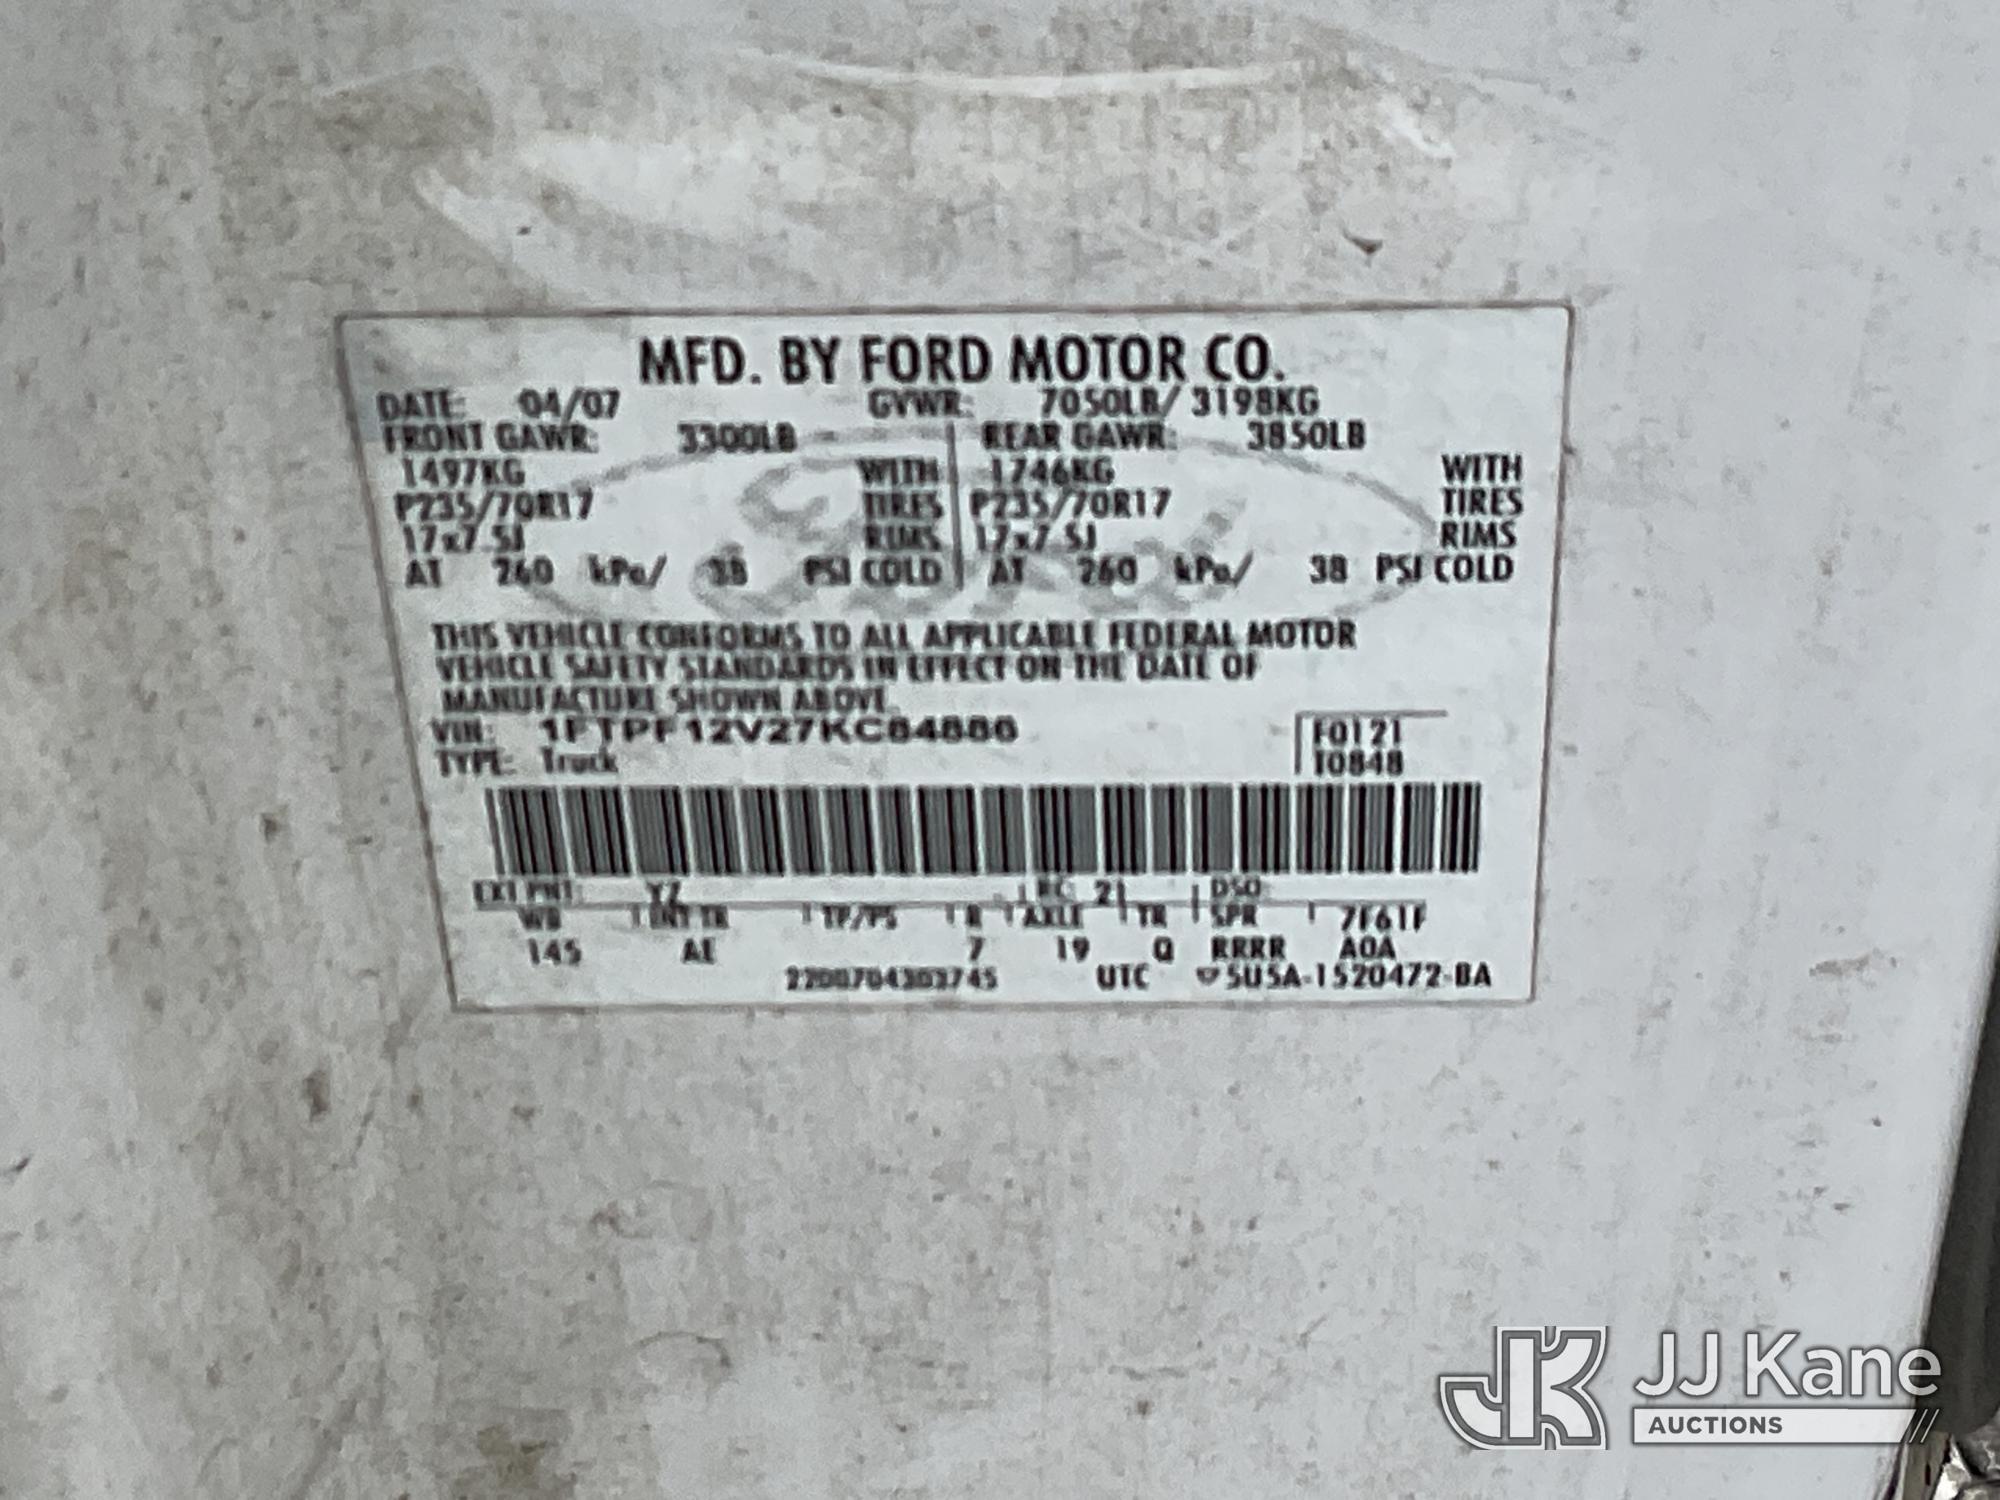 MFD. BY FORD MOTOR CO.
DATE: 04/07 GVWR: 7050LB/ 3198KG
FRONT GAWR: 3300LB REAR GAWR: 3850LB
1497KG WITH 1746KG WITH
P235/70R17 TIRES P235/70R17 TIRES
17x7.5J RIMS 17x7.5J RIMS
AT 260 kPa/ 38 PSI COLD AT 260 kPa/ 38 PSI COLD
THIS VEHICLE CONFORMS TO ALL APPLICABLE FEDERAL MOTOR
VEHICLE SAFETY STANDARDS IN EFFECT ON THE DATE OF
MANUFACTURE SHOWN ABOVE.
VIN: 1FTPF12V27KC84886 F0121
TYPE: Truck T0848
EXT PNT: YZ RC: 21 DSO:
WB INT TR TP/PS R AXLE TR SPR 7F61F
145 AE 7 19 Q RRRR A0A
2200704303745 UTC ▽5U5A-1520472-BA
JK JJ Kane
AUCTIONS